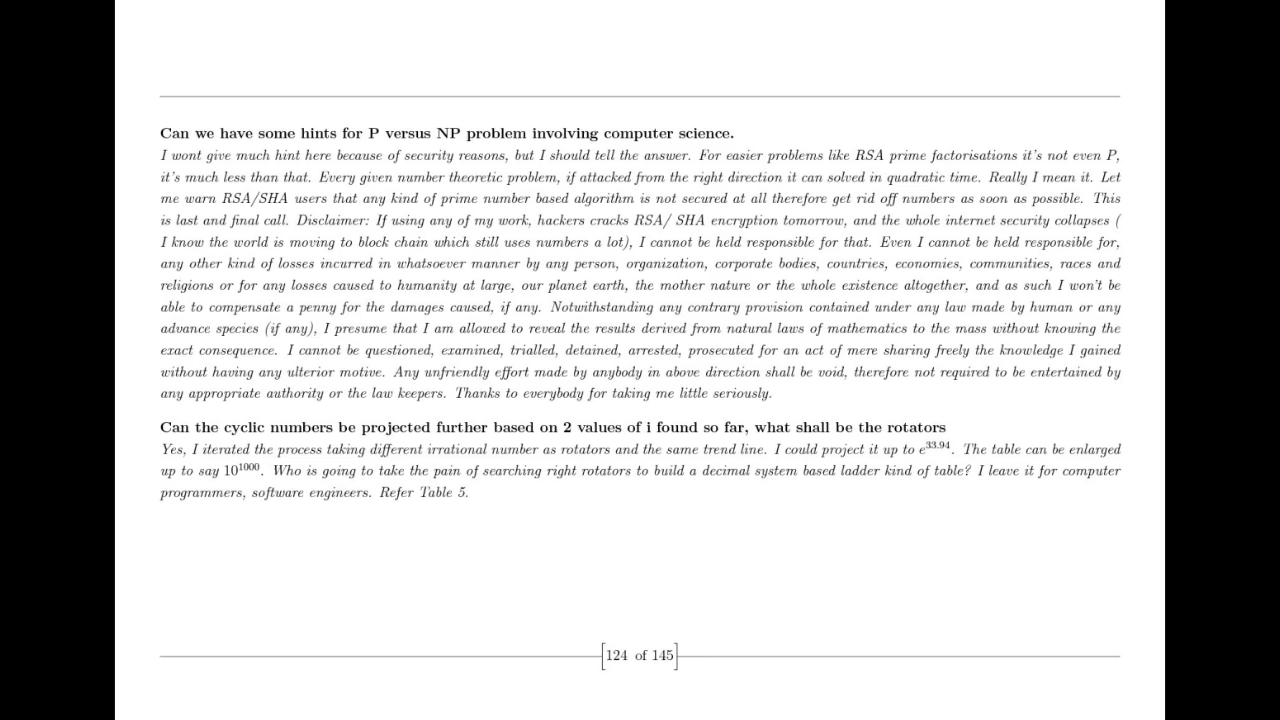 Can we have some hints for P versus NP problem involving computer science.
I wont give much hint here because of security reasons, but I should tell the answer. For easier problems like RSA prime factorisations it's not even P,
it's much less than that. Every given number theoretic problem, if attacked from the right direction it can solved in quadratic time. Really I mean it. Let
me warn RSA/SHA users that any kind of prime number based algorithm is not secured at all therefore get rid off numbers as soon as possible. This
is last and final call. Disclaimer: If using any of my work, hackers cracks RSA/ SHA encryption tomorrow, and the whole internet security collapses (
I know the world is moving to block chain which still uses numbers a lot), I cannot be held responsible for that. Even I cannot be held responsible for,
any other kind of losses incurred in whatsoever manner by any person, organization, corporate bodies, countries, economies, communities, races and
religions or for any losses caused to humanity at large, our planet earth, the mother nature or the whole existence altogether, and as such I won't be
able to compensate a penny for the damages caused, if any. Notwithstanding any contrary provision contained under any law made by human or any
advance species (if any), I presume that I am allowed to reveal the results derived from natural laws of mathematics to the mass without knowing the
exact consequence. I cannot be questioned, examined, trialled, detained, arrested, prosecuted for an act of mere sharing freely the knowledge I gained
without having any ulterior motive. Any unfriendly effort made by anybody in above direction shall be void, therefore not required to be entertained by
any appropriate authority or the law keepers. Thanks to everybody for taking me little seriously.
Can the cyclic numbers be projected further based on 2 values of i found so far, what shall be the rotators
Yes, I iterated the process taking different irrational number as rotators and the same trend line. I could project it up to e^33.94. The table can be enlarged
up to say 10^1000. Who is going to take the pain of searching right rotators to build a decimal system based ladder kind of table? I leave it for computer
programmers, software engineers. Refer Table 5.
124 of 145